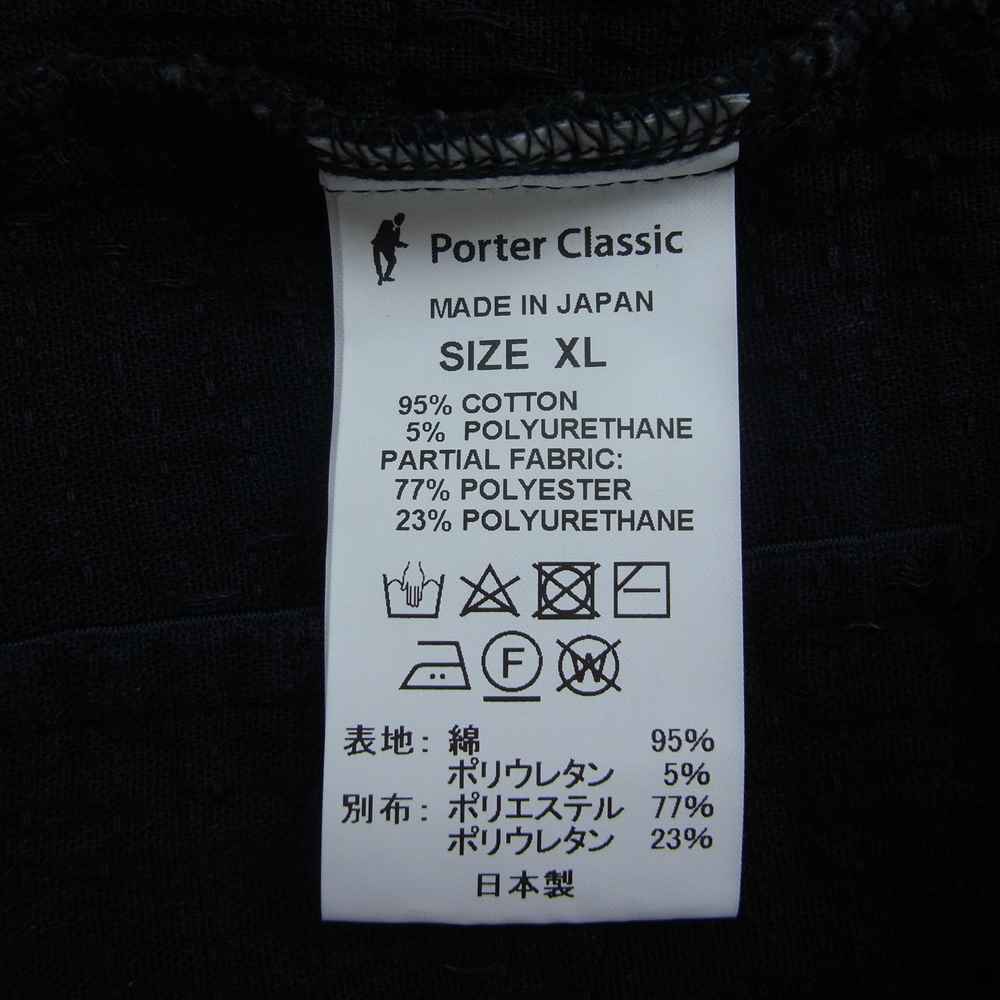 Porter Classic
MADE IN JAPAN
SIZE XL
95% COTTON
5% POLYURETHANE
PARTIAL FABRIC:
77% POLYESTER
23% POLYURETHANE
F
W
表地: 綿 95%
ポリウレタン 5%
別布: ポリエステル 77%
ポリウレタン 23%
日本製